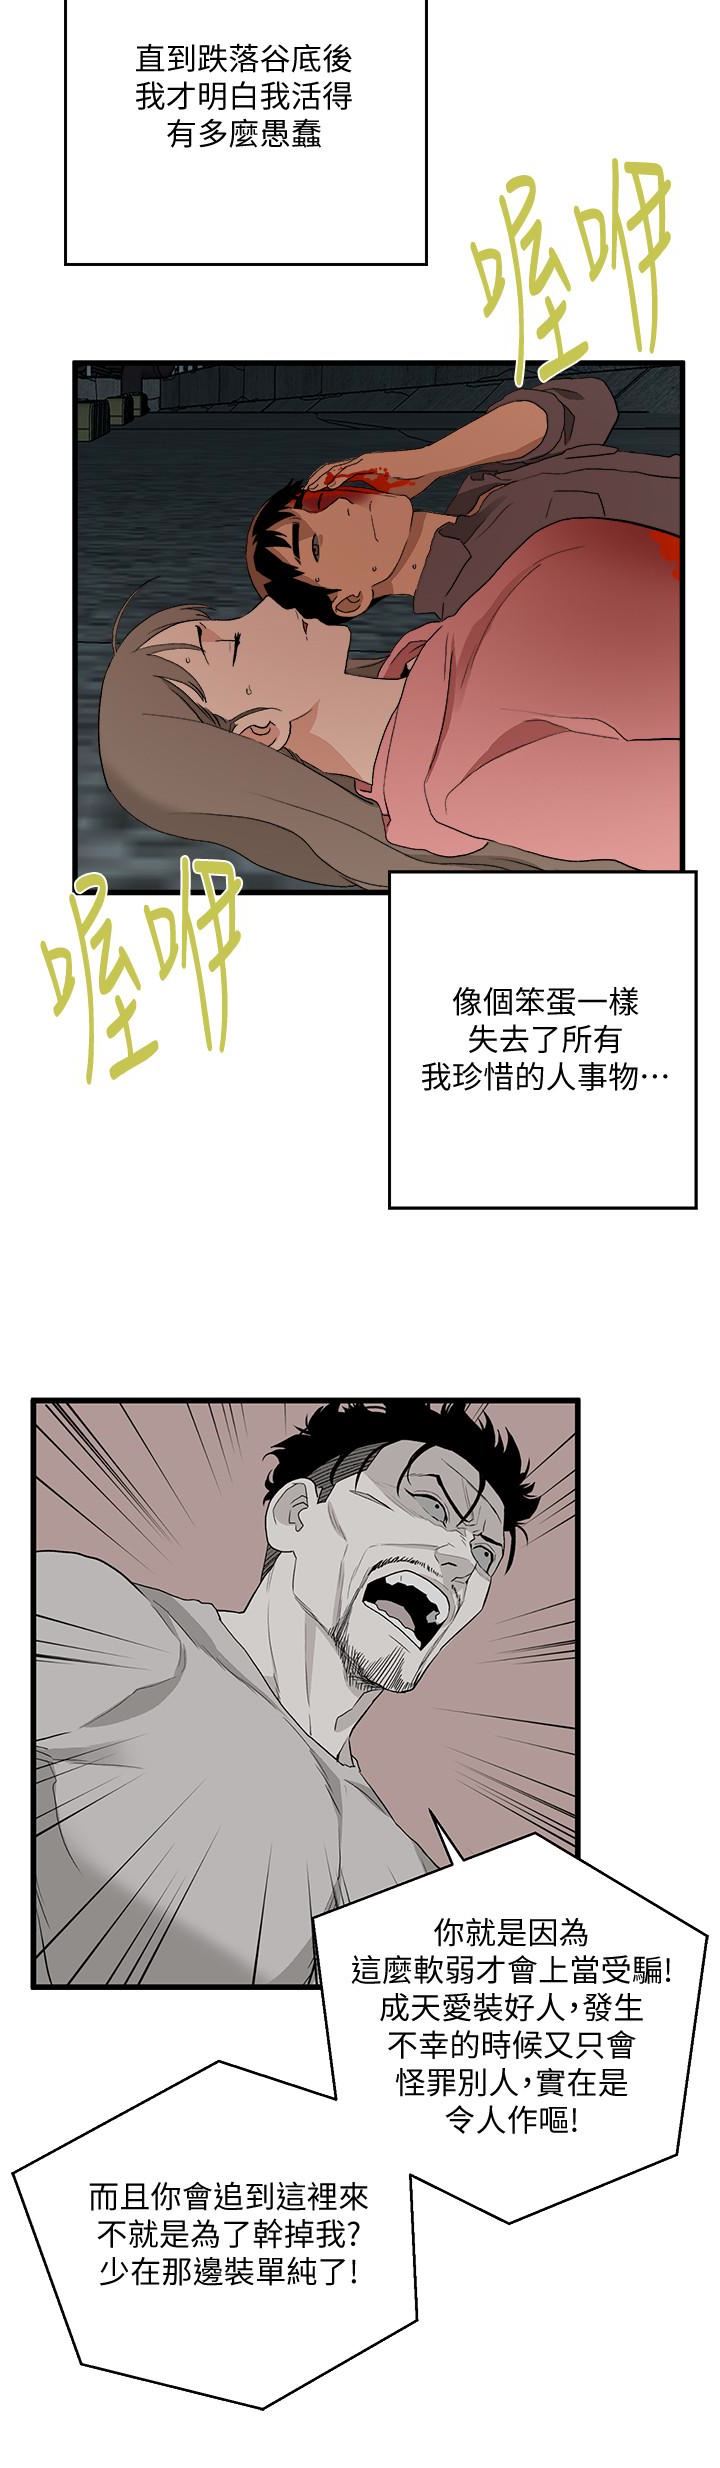 直到跌落谷底後
我才明白我活得
有多麼愚蠢
喔咿
喔咿
像個笨蛋一樣
失去了所有
我珍惜的人事物…
你就是因為
這麼軟弱才會上當受騙!
成天愛裝好人,發生
不幸的時候又只會
怪罪別人,實在是
令人作嘔!
而且你會追到這裡來
不就是為了幹掉我?
少在那邊裝單純了!